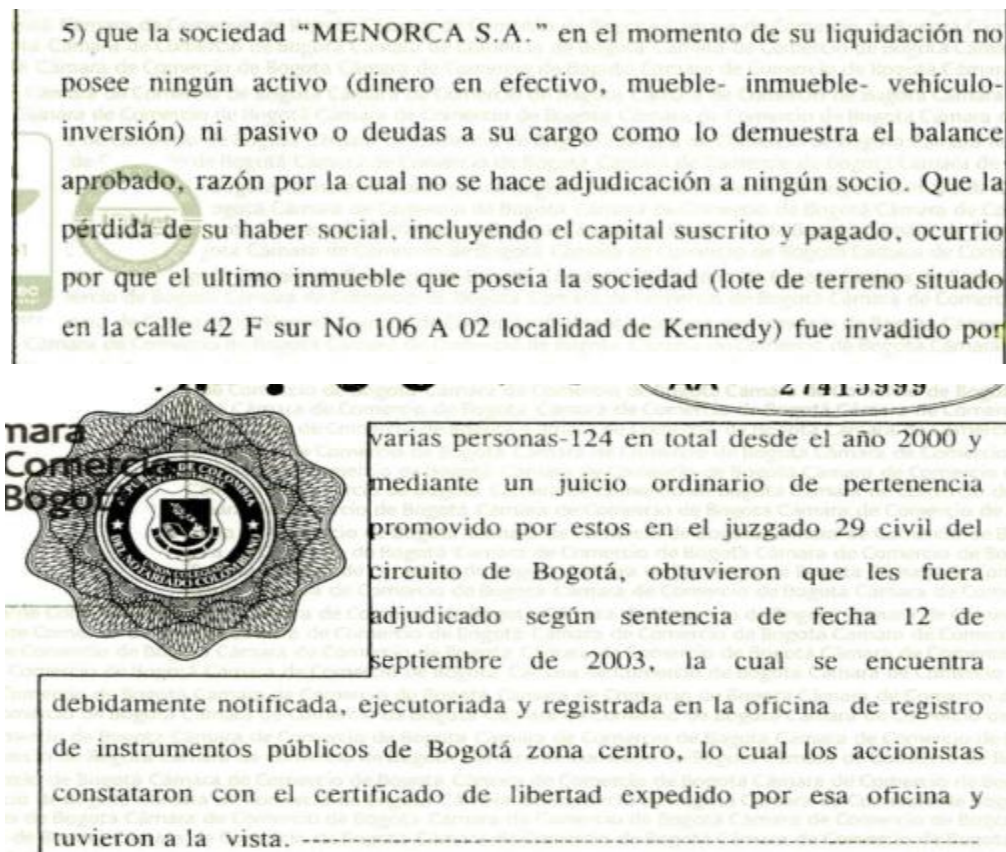 5) que la sociedad “MENORCA S.A.” en el momento de su liquidación no
posee ningún activo (dinero en efectivo, mueble- inmueble- vehículo-
inversión) ni pasivo o deudas a su cargo como lo demuestra el balance
aprobado, razón por la cual no se hace adjudicación a ningún socio. Que la
pérdida de su haber social, incluyendo el capital suscrito y pagado, ocurrio
por que el ultimo inmueble que poseia la sociedad (lote de terreno situado
en la calle 42 F sur No 106 A 02 localidad de Kennedy) fue invadido por
27415999
mara
Comercia
Bogotá
varias personas-124 en total desde el año 2000 y
mediante un juicio ordinario de pertenencia
promovido por estos en el juzgado 29 civil del
circuito de Bogotá, obtuvieron que les fuera
adjudicado según sentencia de fecha 12 de
septiembre de 2003, la cual se encuentra
debidamente notificada, ejecutoriada y registrada en la oficina de registro
de instrumentos públicos de Bogotá zona centro, lo cual los accionistas
constataron con el certificado de libertad expedido por esa oficina y
tuvieron a la vista.